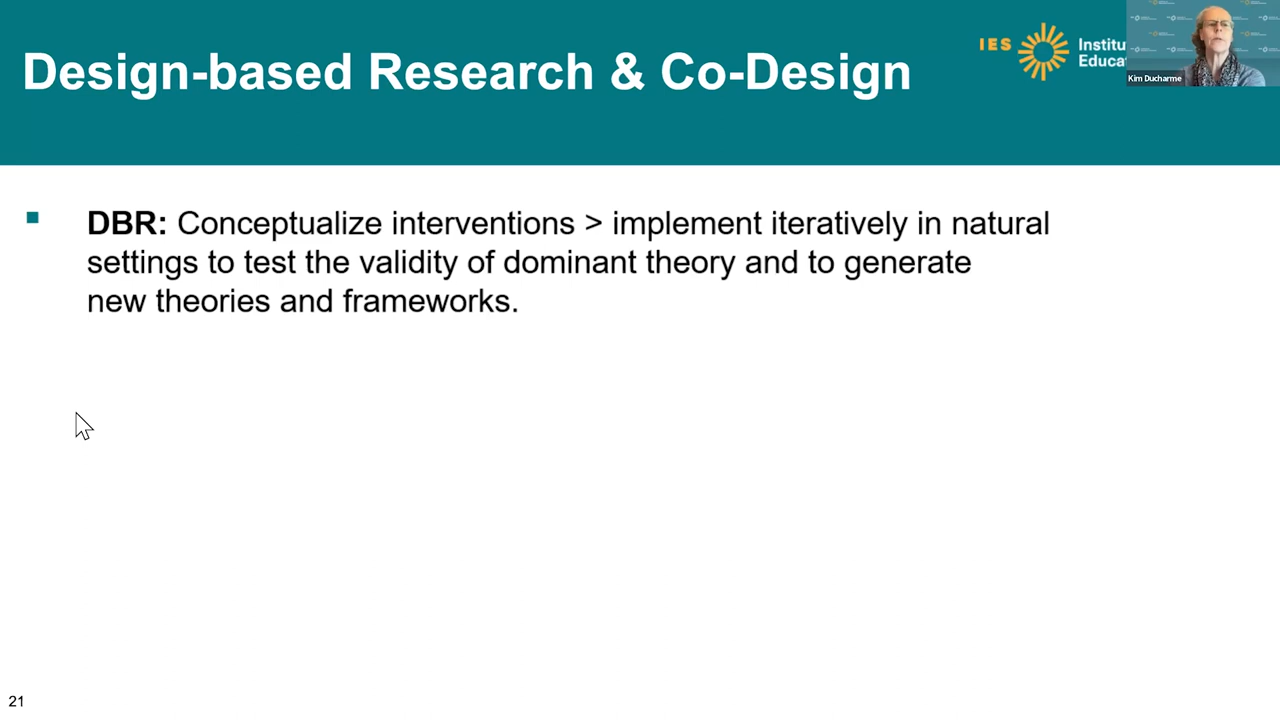 Design-based Research & Co-Design
IES
Institu
Educat
Kim Ducharme
DBR: Conceptualize interventions > implement iteratively in natural
settings to test the validity of dominant theory and to generate
new theories and frameworks.
21